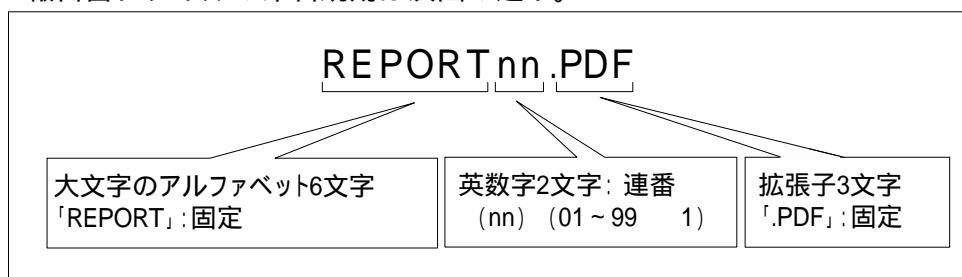 REPORTnn.PDF
大文字のアルファベット6文字
「REPORT」:固定
英数字2文字: 連番
(nn) (01~99 1)
拡張子3文字
「.PDF」:固定